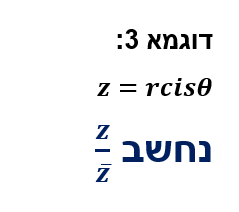 דוגמא 3:
z = rcisθ
נחשב z/z̄